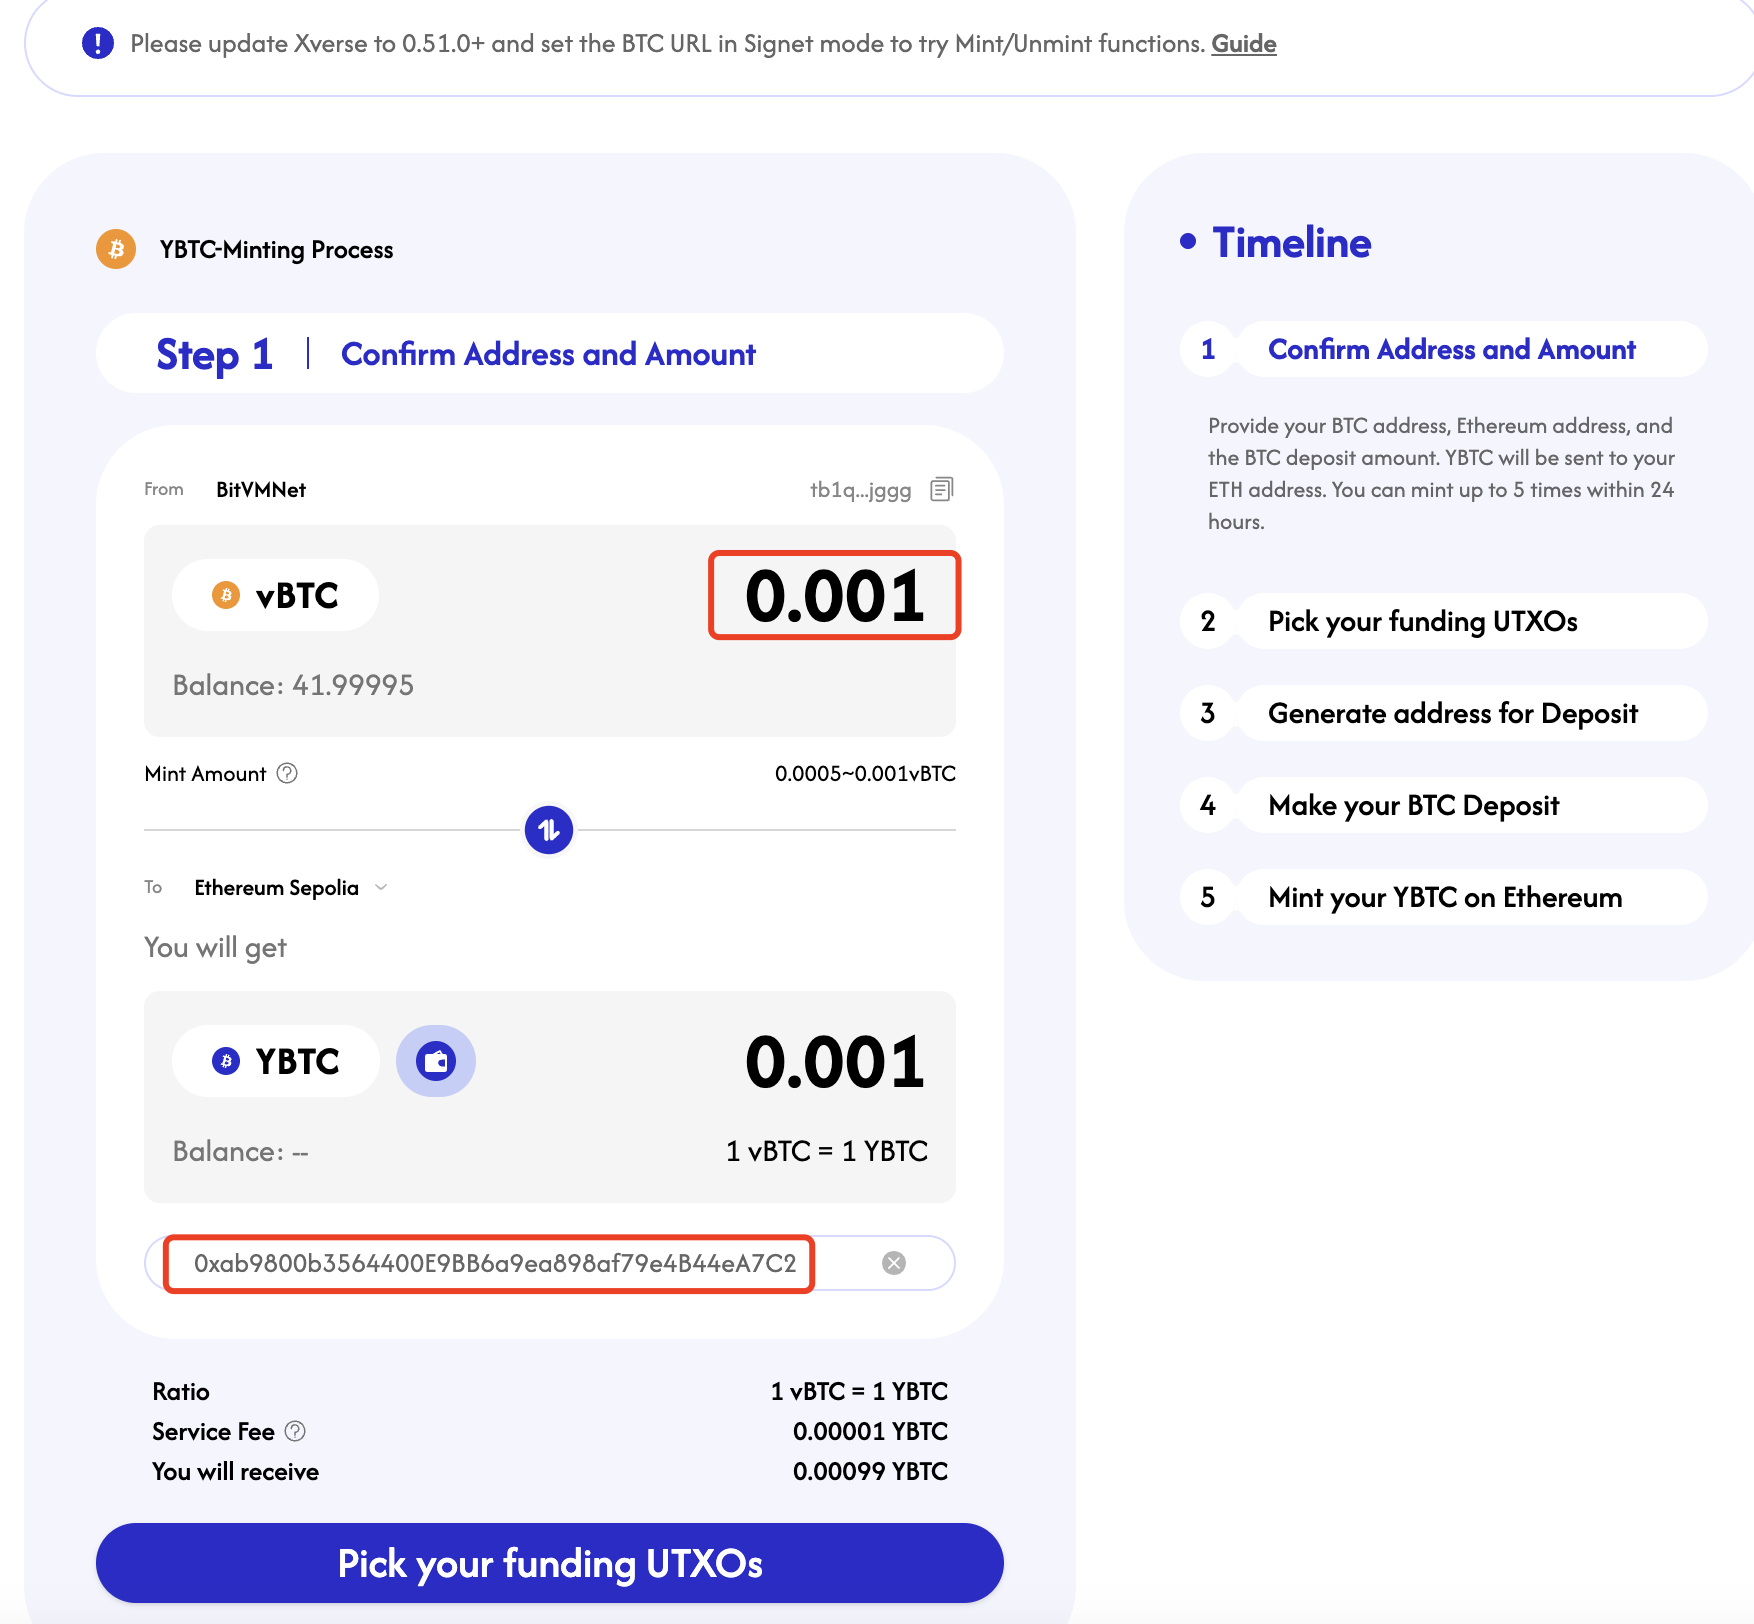 Please update Xverse to 0.51.0+ and set the BTC URL in Signet mode to try Mint/Unmint functions. Guide
YBTC-Minting Process
Step 1 | Confirm Address and Amount
From BitVMNet tb1q...jggg
vBTC 0.001
Balance: 41.99995
Mint Amount 0.0005~0.001vBTC
To Ethereum Sepolia
You will get
YBTC 0.001
Balance: -- 1 vBTC = 1 YBTC
0xab9800b3564400E9BB6a9ea898af79e4B44eA7C2
Ratio 1 vBTC = 1 YBTC
Service Fee 0.00001 YBTC
You will receive 0.00099 YBTC
Pick your funding UTXOs
Timeline
1 Confirm Address and Amount
Provide your BTC address, Ethereum address, and
the BTC deposit amount. YBTC will be sent to your
ETH address. You can mint up to 5 times within 24
hours.
2 Pick your funding UTXOs
3 Generate address for Deposit
4 Make your BTC Deposit
5 Mint your YBTC on Ethereum